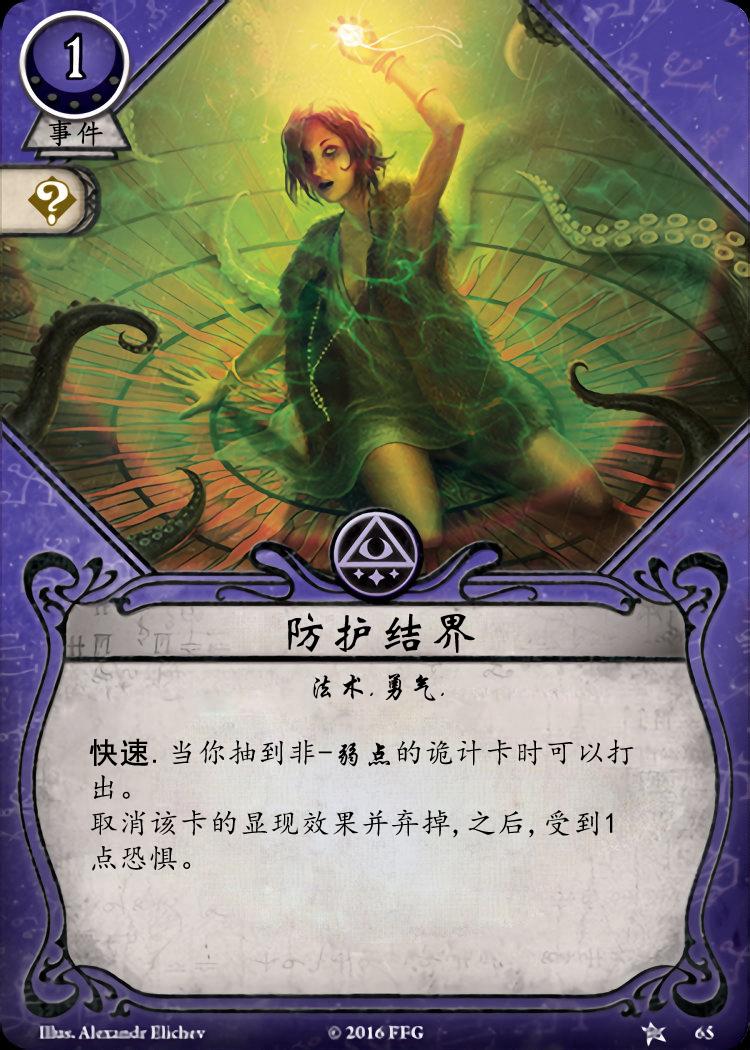 1
事件
?
防护结界
法术. 勇气.
快速. 当你抽到非-弱点的诡计卡时可以打
出。
取消该卡的显现效果并弃掉, 之后, 受到1
点恐惧。
Illus. Alexandr Elichev © 2016 FFG 65